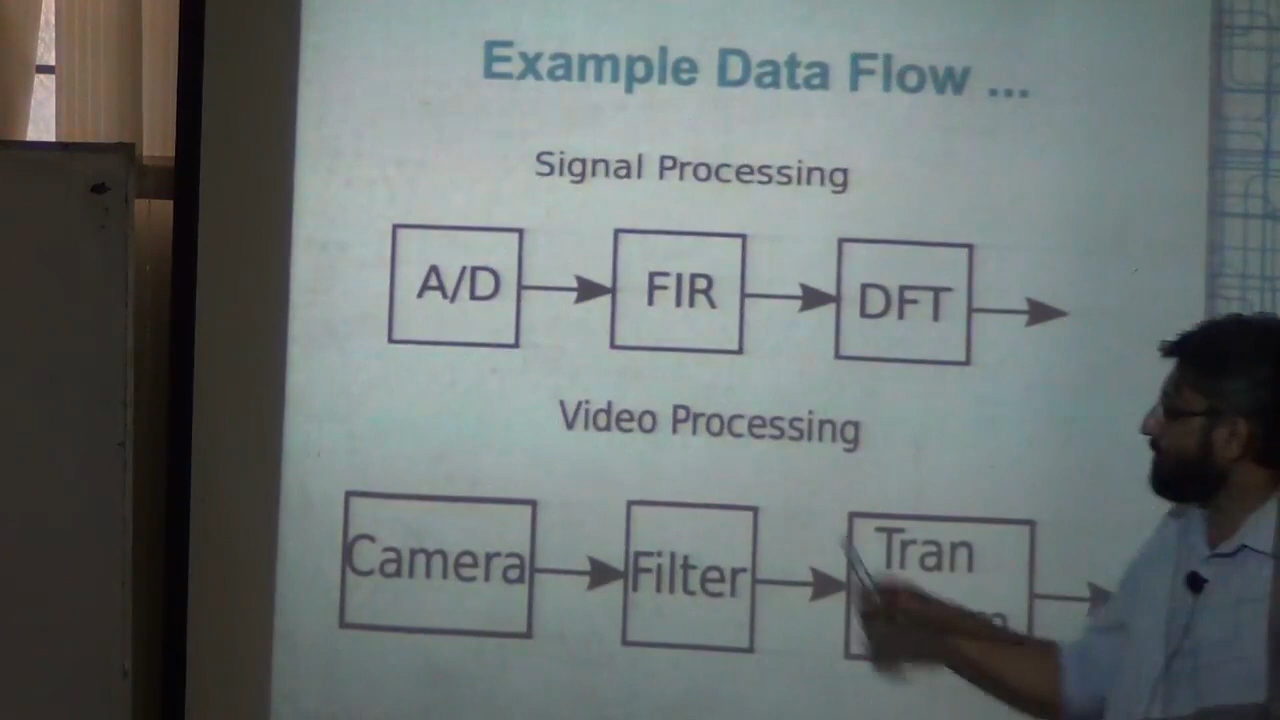 Example Data Flow ...
Signal Processing
A/D
FIR
DFT
Video Processing
Camera
Filter
Tran